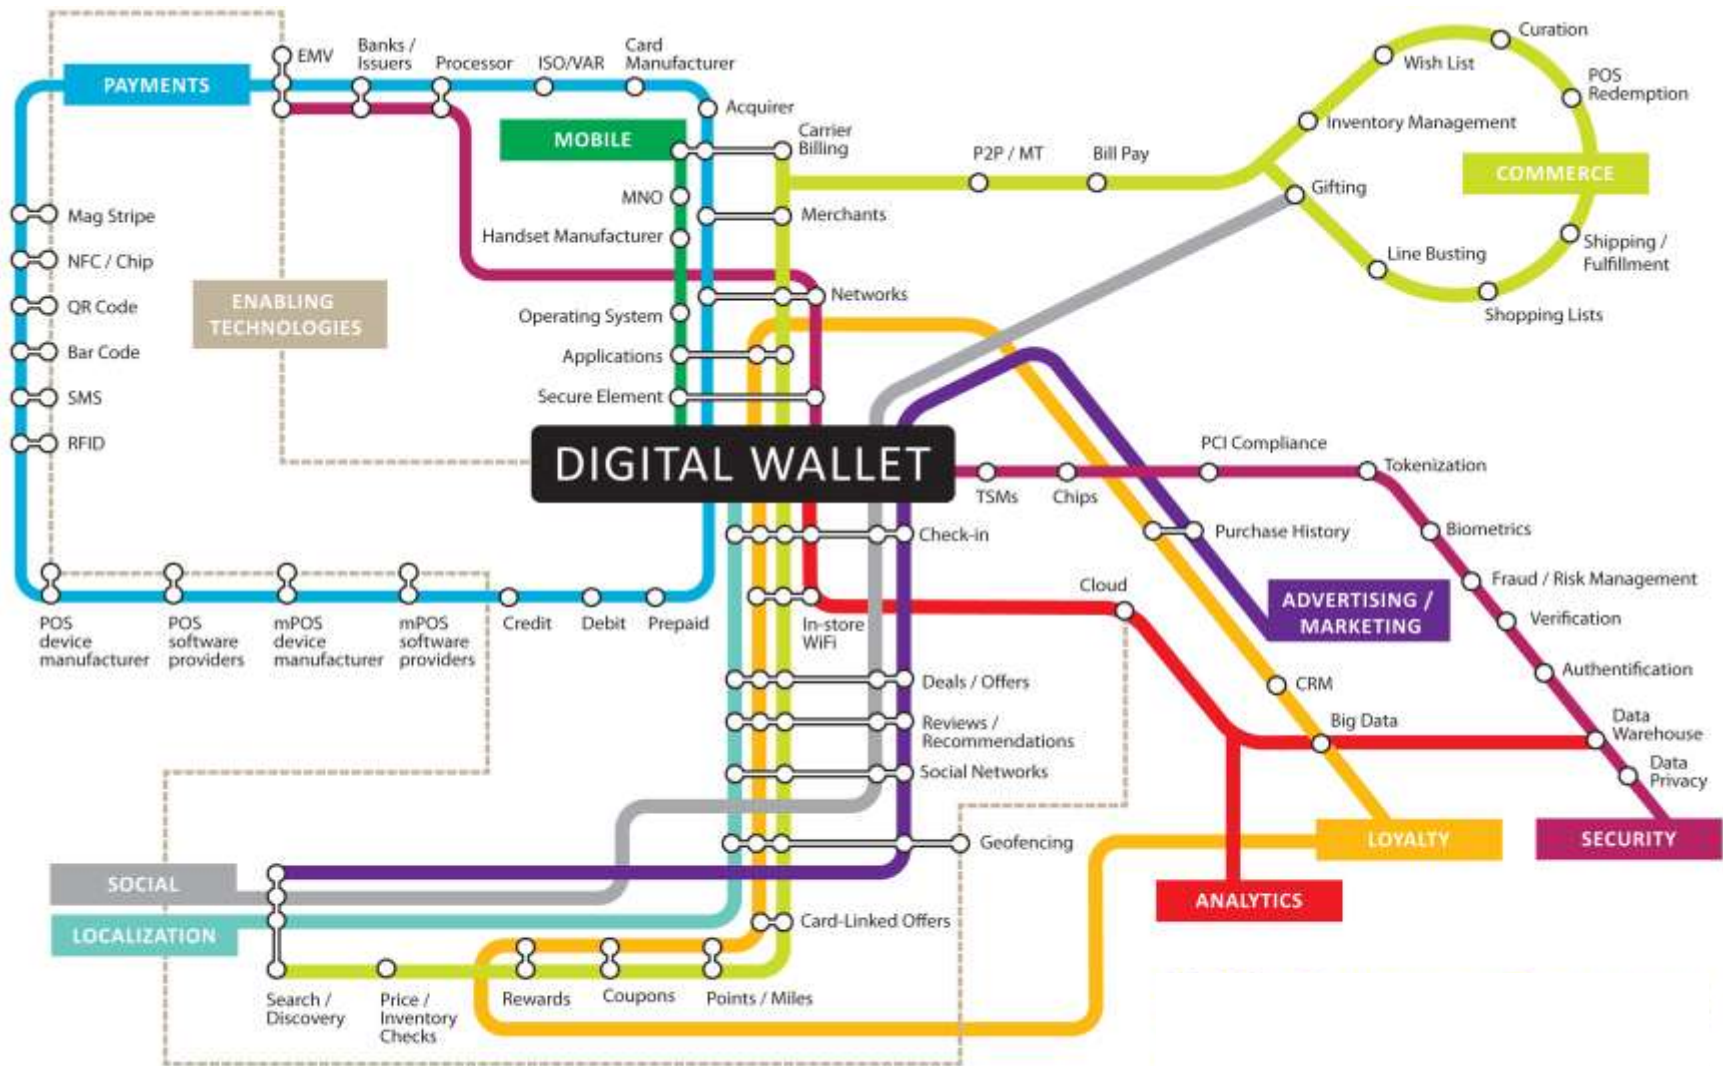 PAYMENTS
EMV
Banks /
Issuers
Processor
ISO/VAR
Card
Manufacturer
Acquirer
MOBILE
Carrier
Billing
MNO
Merchants
Handset Manufacturer
Networks
Operating System
Applications
Secure Element
P2P / MT
Bill Pay
Inventory Management
Wish List
Curation
POS
Redemption
COMMERCE
Gifting
Line Busting
Shipping /
Fulfillment
Shopping Lists
Mag Stripe
NFC / Chip
QR Code
Bar Code
SMS
RFID
ENABLING
TECHNOLOGIES
DIGITAL WALLET
TSMs
Chips
PCI Compliance
Tokenization
Biometrics
Fraud / Risk Management
Verification
Authentification
Data
Warehouse
Data
Privacy
SECURITY
Purchase History
ADVERTISING /
MARKETING
Check-in
Cloud
In-store
WiFi
POS
device
manufacturer
POS
software
providers
mPOS
device
manufacturer
mPOS
software
providers
Credit
Debit
Prepaid
Deals / Offers
Reviews /
Recommendations
Social Networks
Geofencing
CRM
Big Data
LOYALTY
ANALYTICS
SOCIAL
LOCALIZATION
Card-Linked Offers
Search /
Discovery
Price /
Inventory
Checks
Rewards
Coupons
Points / Miles